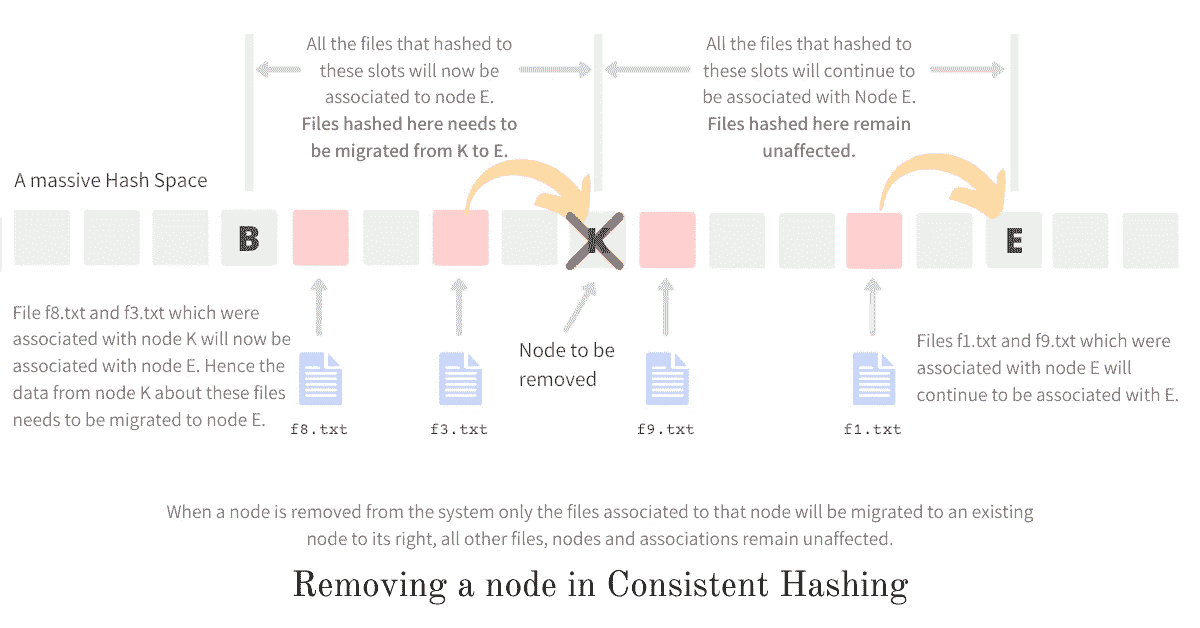 All the files that hashed to
these slots will now be
associated to node E.
Files hashed here needs to
be migrated from K to E.
All the files that hashed to
these slots will continue to
be associated with Node E.
Files hashed here remain
unaffected.
A massive Hash Space
B
K
E
File f8.txt and f3.txt which were
associated with node K will now be
associated with node E. Hence the
data from node K about these files
needs to be migrated to node E.
Node to be
removed
Files f1.txt and f9.txt which were
associated with node E will
continue to be associated with E.
f8.txt
f3.txt
f9.txt
f1.txt
When a node is removed from the system only the files associated to that node will be migrated to an existing
node to its right, all other files, nodes and associations remain unaffected.
Removing a node in Consistent Hashing